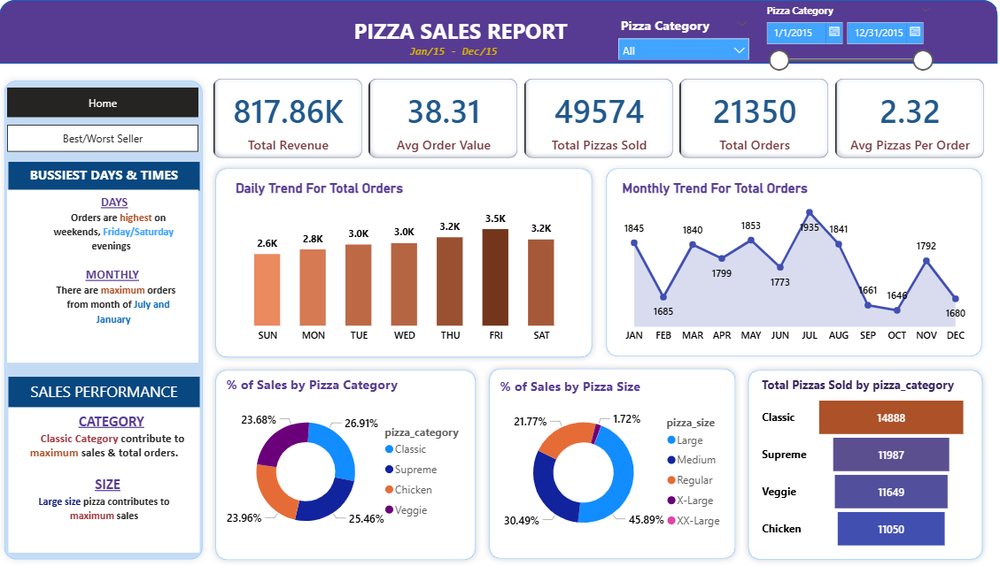 PIZZA SALES REPORT
Jan/15 - Dec/15
Pizza Category
All
Pizza Category
1/1/2015
12/31/2015
Home
Best/Worst Seller
BUSSIEST DAYS & TIMES
DAYS
Orders are highest on
weekends, Friday/Saturday
evenings
MONTHLY
There are maximum orders
from month of July and
January
SALES PERFORMANCE
CATEGORY
Classic Category contribute to
maximum sales & total orders.
SIZE
Large size pizza contributes to
maximum sales
817.86K
Total Revenue
38.31
Avg Order Value
49574
Total Pizzas Sold
21350
Total Orders
2.32
Avg Pizzas Per Order
Daily Trend For Total Orders
2.6K
2.8K
3.0K
3.0K
3.2K
3.5K
3.2K
SUN MON TUE WED THU FRI SAT
Monthly Trend For Total Orders
1845
1685
1840
1799
1853
1773
1935
1841
1661
1646
1792
1680
JAN FEB MAR APR MAY JUN JUL AUG SEP OCT NOV DEC
% of Sales by Pizza Category
23.68%
26.91%
23.96%
25.46%
pizza_category
Classic
Supreme
Chicken
Veggie
% of Sales by Pizza Size
21.77%
1.72%
30.49%
45.89%
pizza_size
Large
Medium
Regular
X-Large
XX-Large
Total Pizzas Sold by pizza_category
Classic 14888
Supreme 11987
Veggie 11649
Chicken 11050